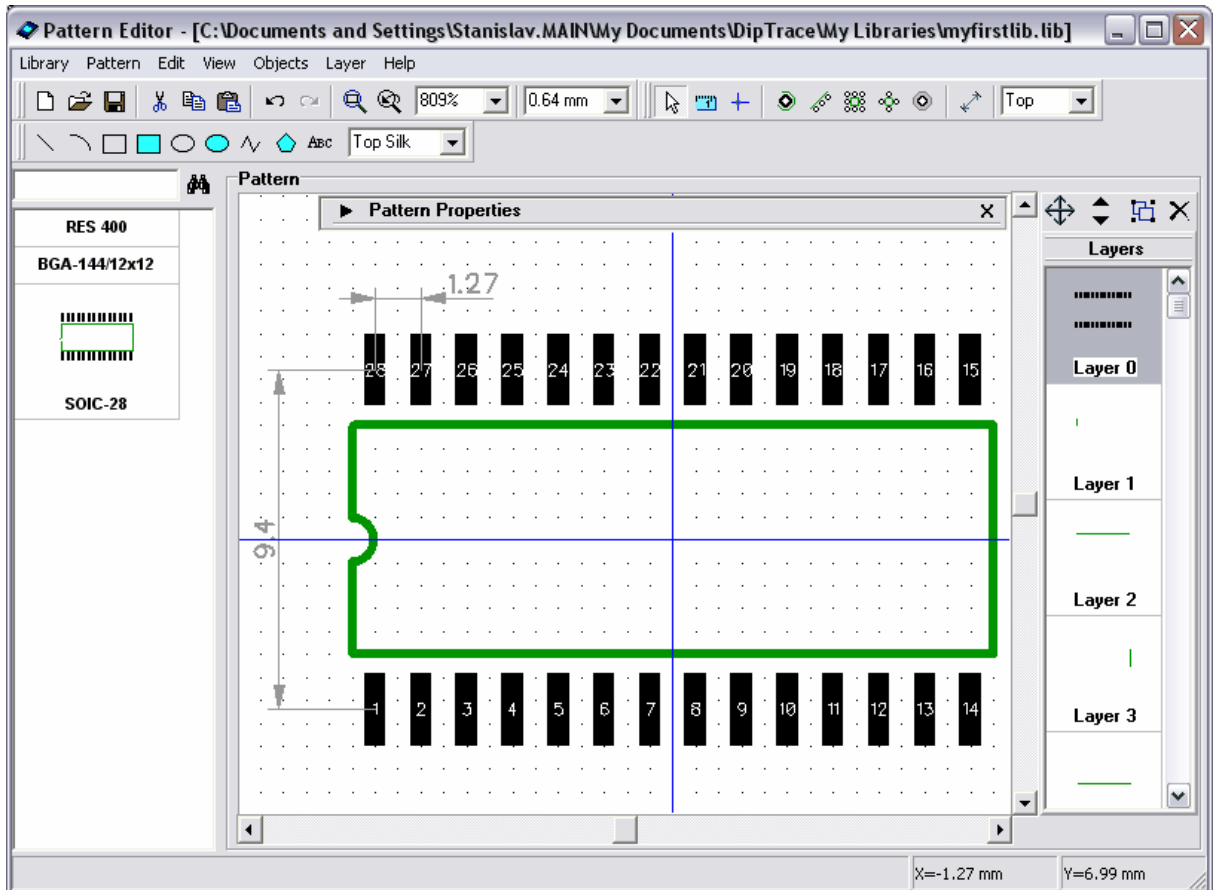 Pattern Editor - [C:\Documents and Settings\Stanislav.MAIN\My Documents\DipTrace\My Libraries\myfirstlib.lib]
Library Pattern Edit View Objects Layer Help
809% 0.64 mm Top
ABC Top Silk
Pattern
Pattern Properties
RES 400
BGA-144/12x12
SOIC-28
Layers
Layer 0
Layer 1
Layer 2
Layer 3
1.27
28 27 26 25 24 23 22 21 20 19 18 17 16 15
9.4
1 2 3 4 5 6 7 8 9 10 11 12 13 14
X=-1.27 mm Y=6.99 mm